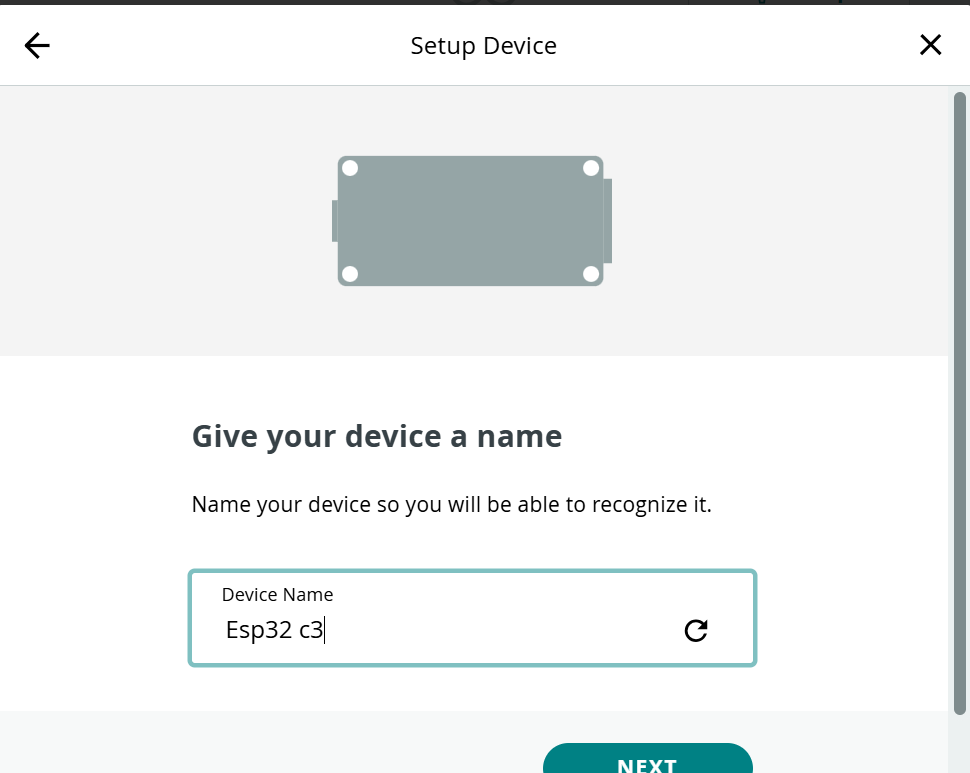 Setup Device
Give your device a name
Name your device so you will be able to recognize it.
Device Name
Esp32 c3
NEXT